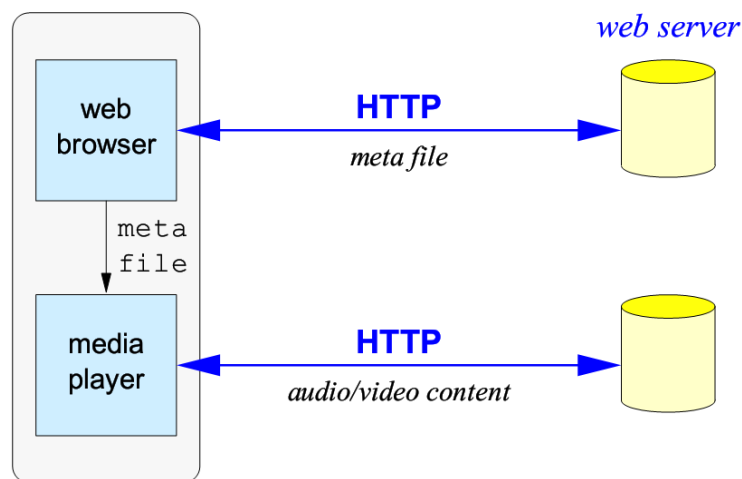 web server
web
browser
HTTP
meta file
meta
file
media
player
HTTP
audio/video content